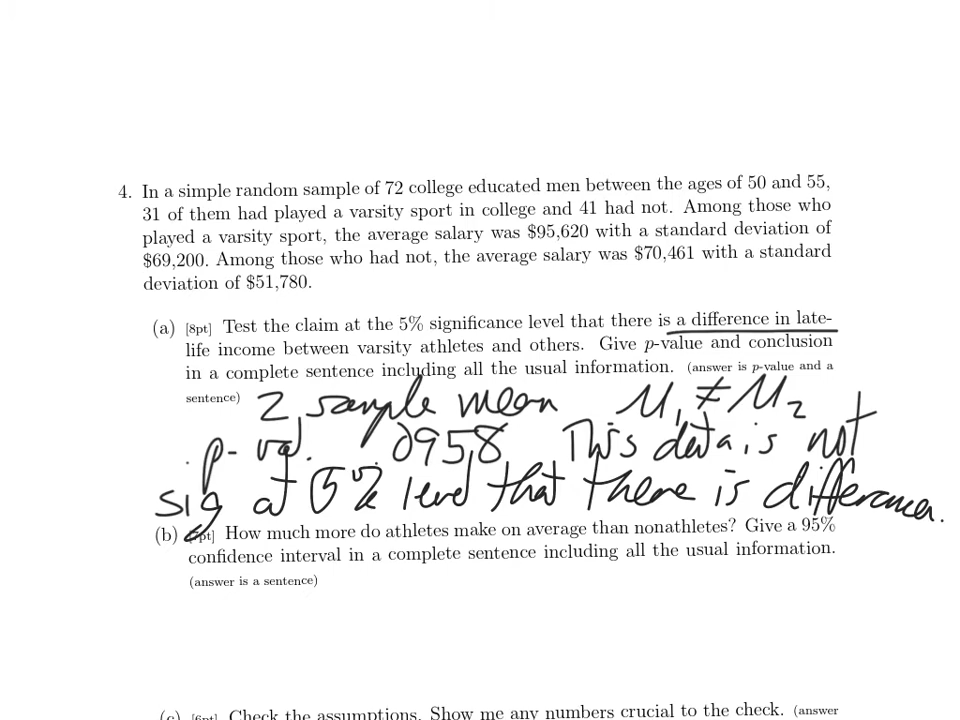 4. In a simple random sample of 72 college educated men between the ages of 50 and 55,
31 of them had played a varsity sport in college and 41 had not. Among those who
played a varsity sport, the average salary was $95,620 with a standard deviation of
$69,200. Among those who had not, the average salary was $70,461 with a standard
deviation of $51,780.
(a) [8pt] Test the claim at the 5% significance level that there is a difference in late-
life income between varsity athletes and others. Give p-value and conclusion
in a complete sentence including all the usual information. (answer is p-value and a
sentence)
2 sample mean M₁ ≠ M₂
p-val. .0958 This data is not
sig at 5% level that there is difference.
(b) How much more do athletes make on average than nonathletes? Give a 95%
confidence interval in a complete sentence including all the usual information.
(answer is a sentence)
(c) [6pt] Check the assumptions. Show me any numbers crucial to the check. (answer